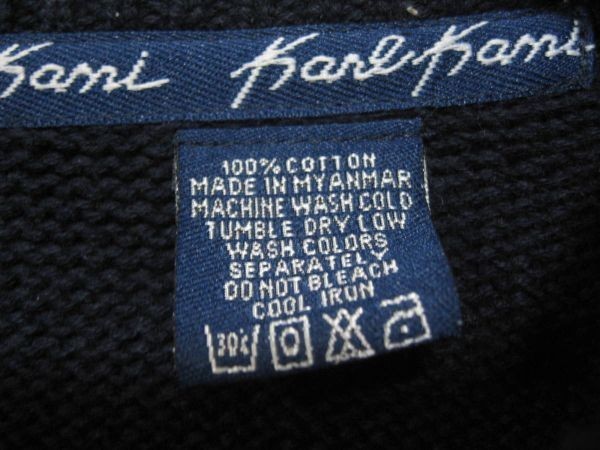 Kani Karl Kani
100% COTTON
MADE IN MYANMAR
MACHINE WASH COLD
TUMBLE DRY LOW
WASH COLORS
SEPARATELY
DO NOT BLEACH
COOL IRON
30°c